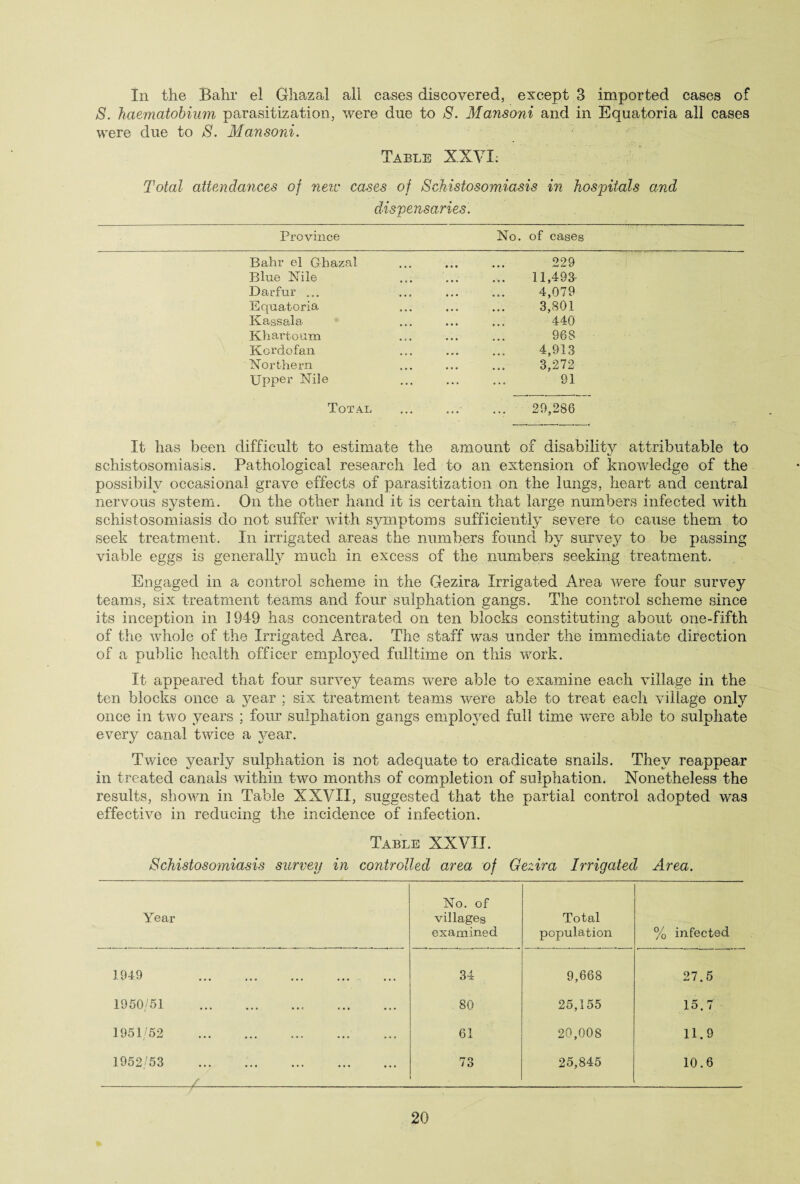 In the Bahr el Ghazal all cases discovered, except 3 imported cases of
S. haematobium parasitization, were due to S. Mansoni and in Equatoria all cases
were due to S. Mansoni.
Table XXVI.
Total attendances of new cases of Schistosomiasis in hospitals and
dispensaries.
Province No. of cases
Bahr el Ghazal ... ... ... 229
Blue Nile ... ... ... 11,493
Darfur ... ... ... ... 4,079
Equatoria ... ... ... 3,801
Kassala ... ... ... 440
Khartoum ... ... ... 968
Kordofan ... ... ... 4,913
Northern ... ... ... 3,272
Upper Nile ... ... ... 91
Total ... ... ... 29,286
It has been difficult to estimate the amount of disability attributable to
schistosomiasis. Pathological research led to an extension of knowledge of the
possibily occasional grave effects of parasitization on the lungs, heart and central
nervous system. On the other hand it is certain that large numbers infected with
schistosomiasis do not suffer with symptoms sufficiently severe to cause them to
seek treatment. In irrigated areas the numbers found by survey to be passing
viable eggs is generally much in excess of the numbers seeking treatment.
Engaged in a control scheme in the Gezira Irrigated Area were four survey
teams, six treatment teams and four sulphation gangs. The control scheme since
its inception in 1949 has concentrated on ten blocks constituting about one-fifth
of the whole of the Irrigated Area. The staff was under the immediate direction
of a public health officer employed fulltime on this work.
It appeared that four survey teams were able to examine each village in the
ten blocks once a year ; six treatment teams were able to treat each village only
once in two years ; four sulphation gangs employed full time were able to sulphate
every canal twice a year.
Twice yearly sulphation is not adequate to eradicate snails. They reappear
in treated canals within two months of completion of sulphation. Nonetheless the
results, shown in Table XXVII, suggested that the partial control adopted was
effective in reducing the incidence of infection.
Table XXVII.
Schistosomiasis survey in controlled area of Gezira Irrigated Area.
Year No. of villages examined Total population % infected
1949 ... ... ... ... ... 34 9,668 27.5
1950/51 ... ... ... ... ... 80 25,155 15.7
1951/52 ... ... ... ... ... 61 20,008 11.9
1952/53 ... ... ... ... ... 73 25,845 10.6
20